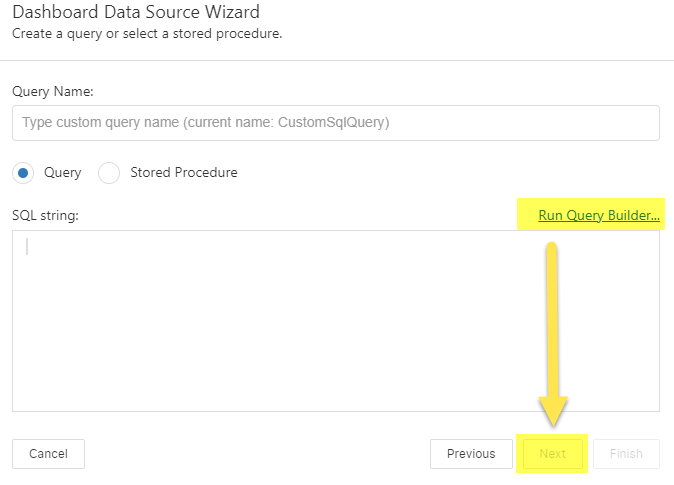 Dashboard Data Source Wizard
Create a query or select a stored procedure.
Query Name:
Type custom query name (current name: CustomSqlQuery)
Query Stored Procedure
SQL string: Run Query Builder...
Cancel Previous Next Finish